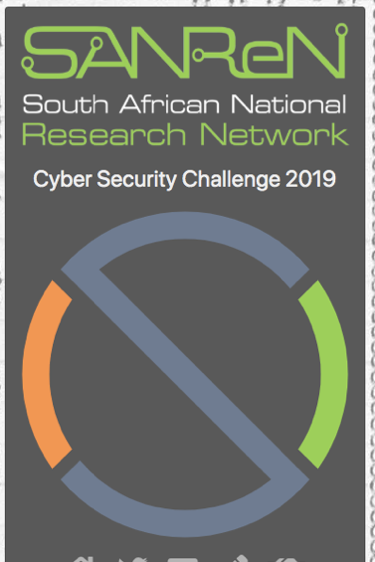 SANReN
South African National
Research Network
Cyber Security Challenge 2019